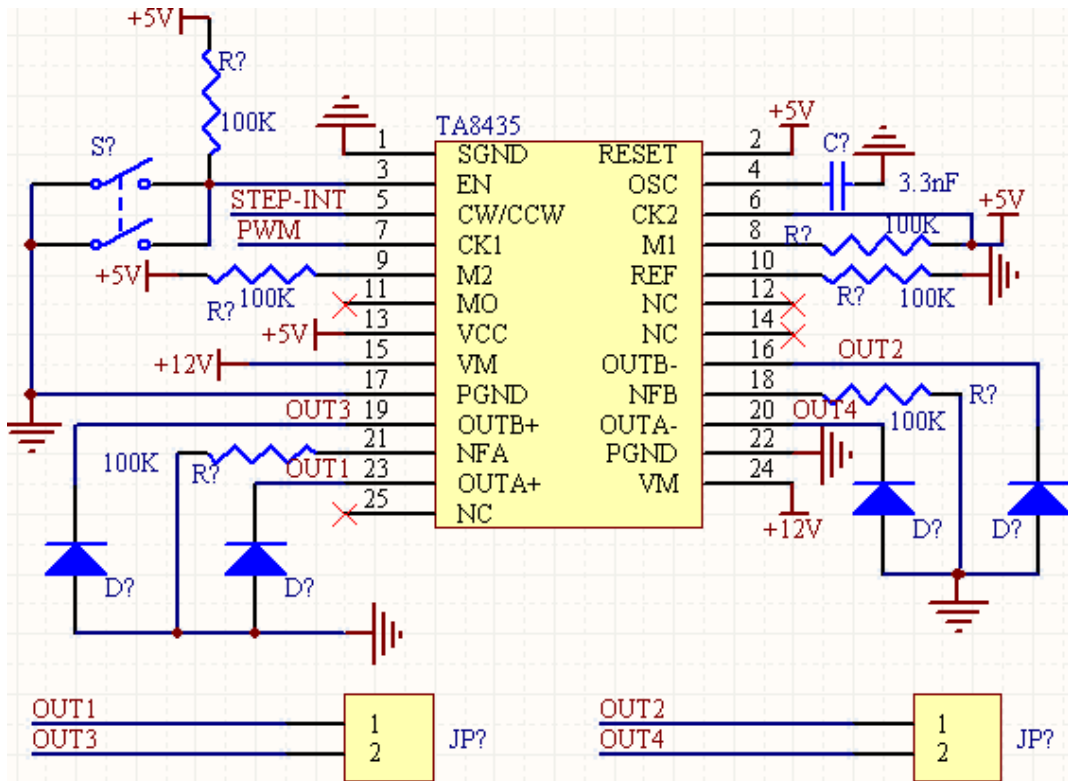 +5V
R?
100K
S?
STEP-INT
PWM
+5V
R?
100K
+5V
+12V
OUT3
100K
R?
OUT1
D?
D?
TA8435
1 SGND RESET 2
3 EN OSC 4
5 CW/CCW CK2 6
7 CK1 M1 8
9 M2 REF 10
11 MO NC 12
13 VCC NC 14
15 VM OUTB- 16
17 PGND NFB 18
19 OUTB+ OUTA- 20
21 NFA PGND 22
23 OUTA+ VM 24
25 NC
+5V
C?
3.3nF
+5V
R?
100K
R?
100K
OUT2
R?
100K
OUT4
+12V
D?
D?
OUT1
OUT3
1
2
JP?
OUT2
OUT4
1
2
JP?